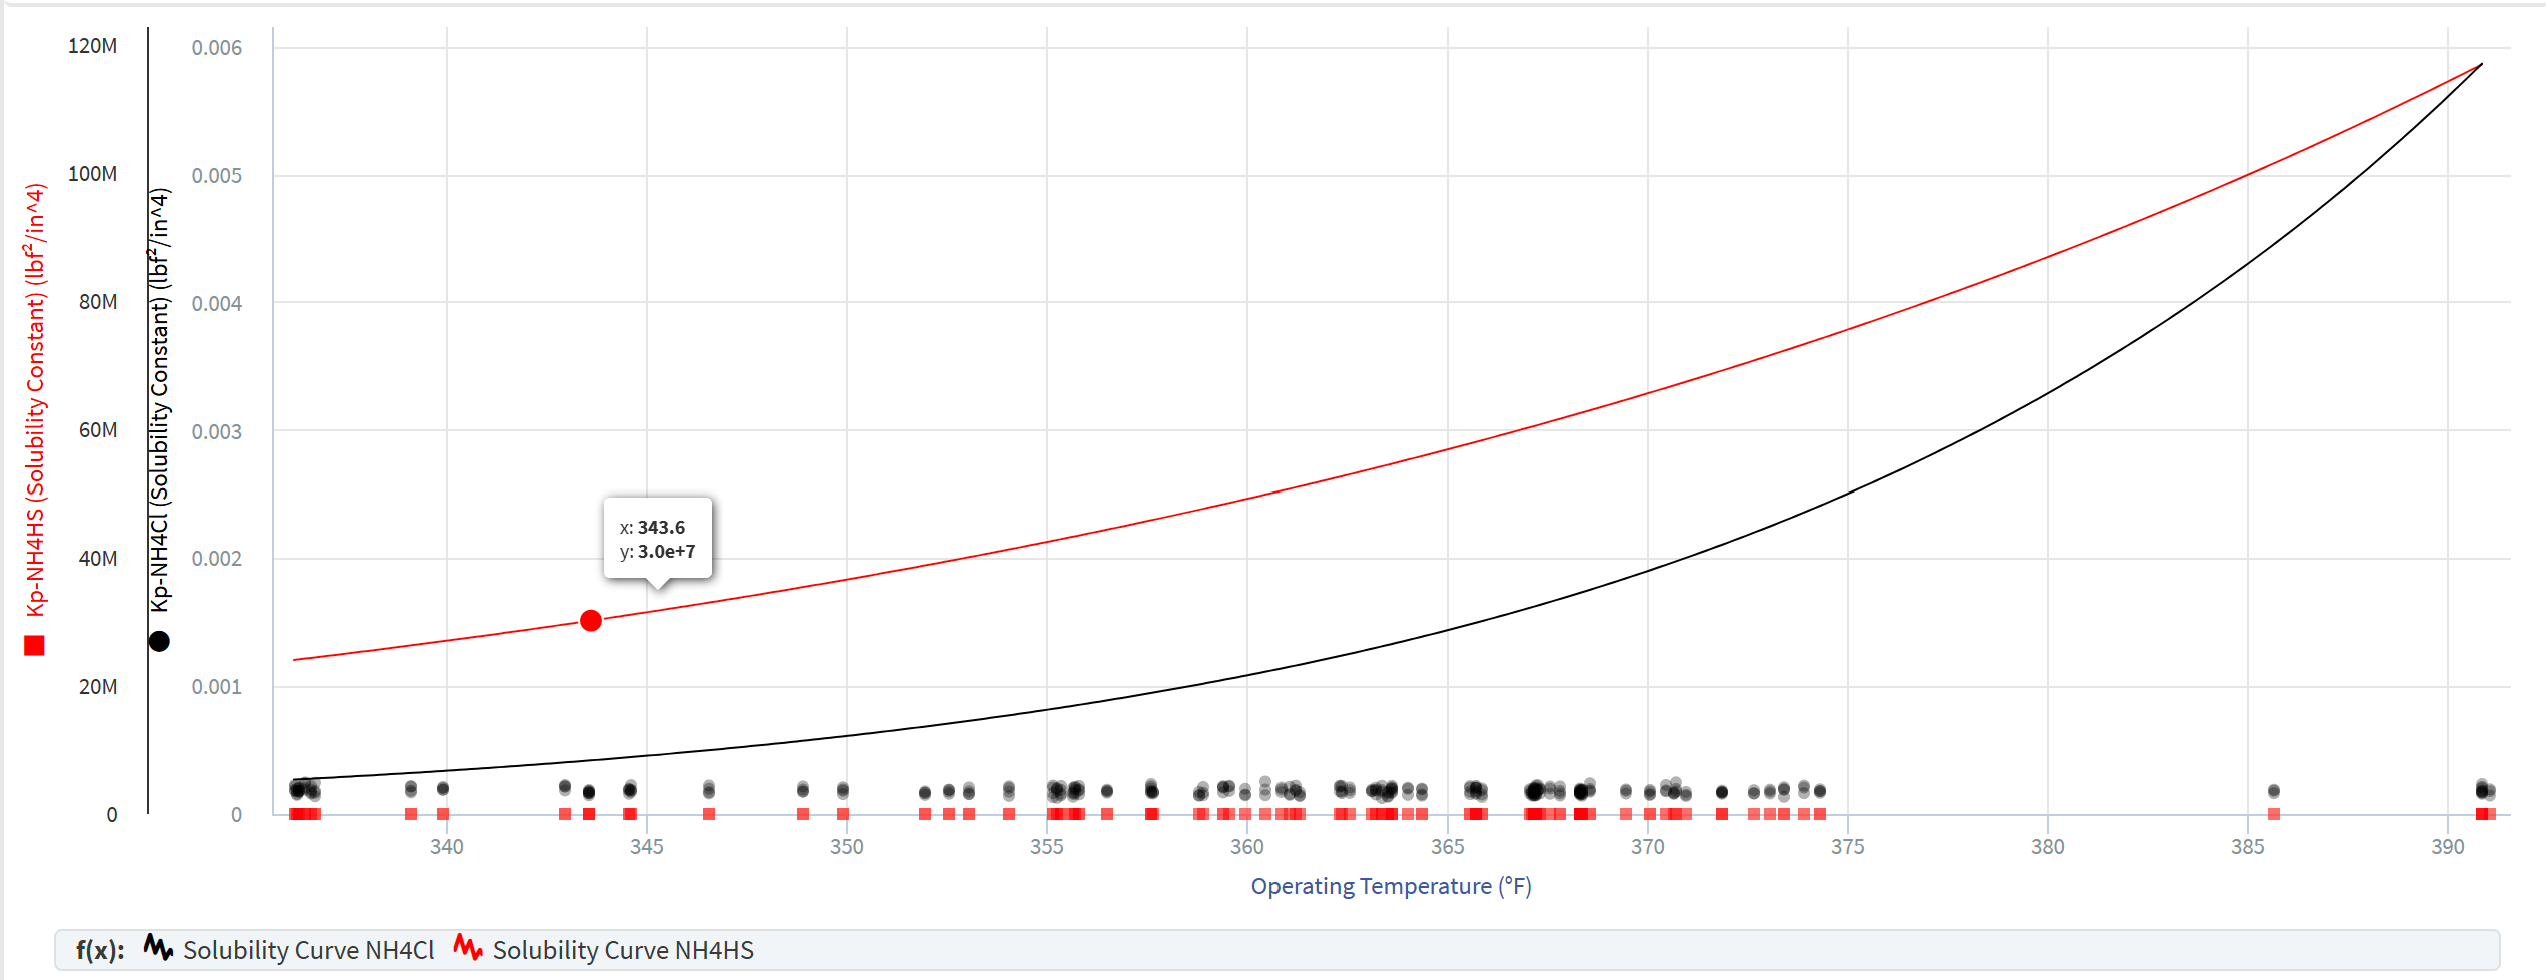 Kp-NH4HS (Solubility Constant) (lbf²/in^4)
120M
100M
80M
60M
40M
20M
0
Kp-NH4Cl (Solubility Constant) (lbf²/in^4)
0.006
0.005
0.004
0.003
0.002
0.001
0
x: 343.6
y: 3.0e+7
340 345 350 355 360 365 370 375 380 385 390
Operating Temperature (°F)
f(x): Solubility Curve NH4Cl Solubility Curve NH4HS